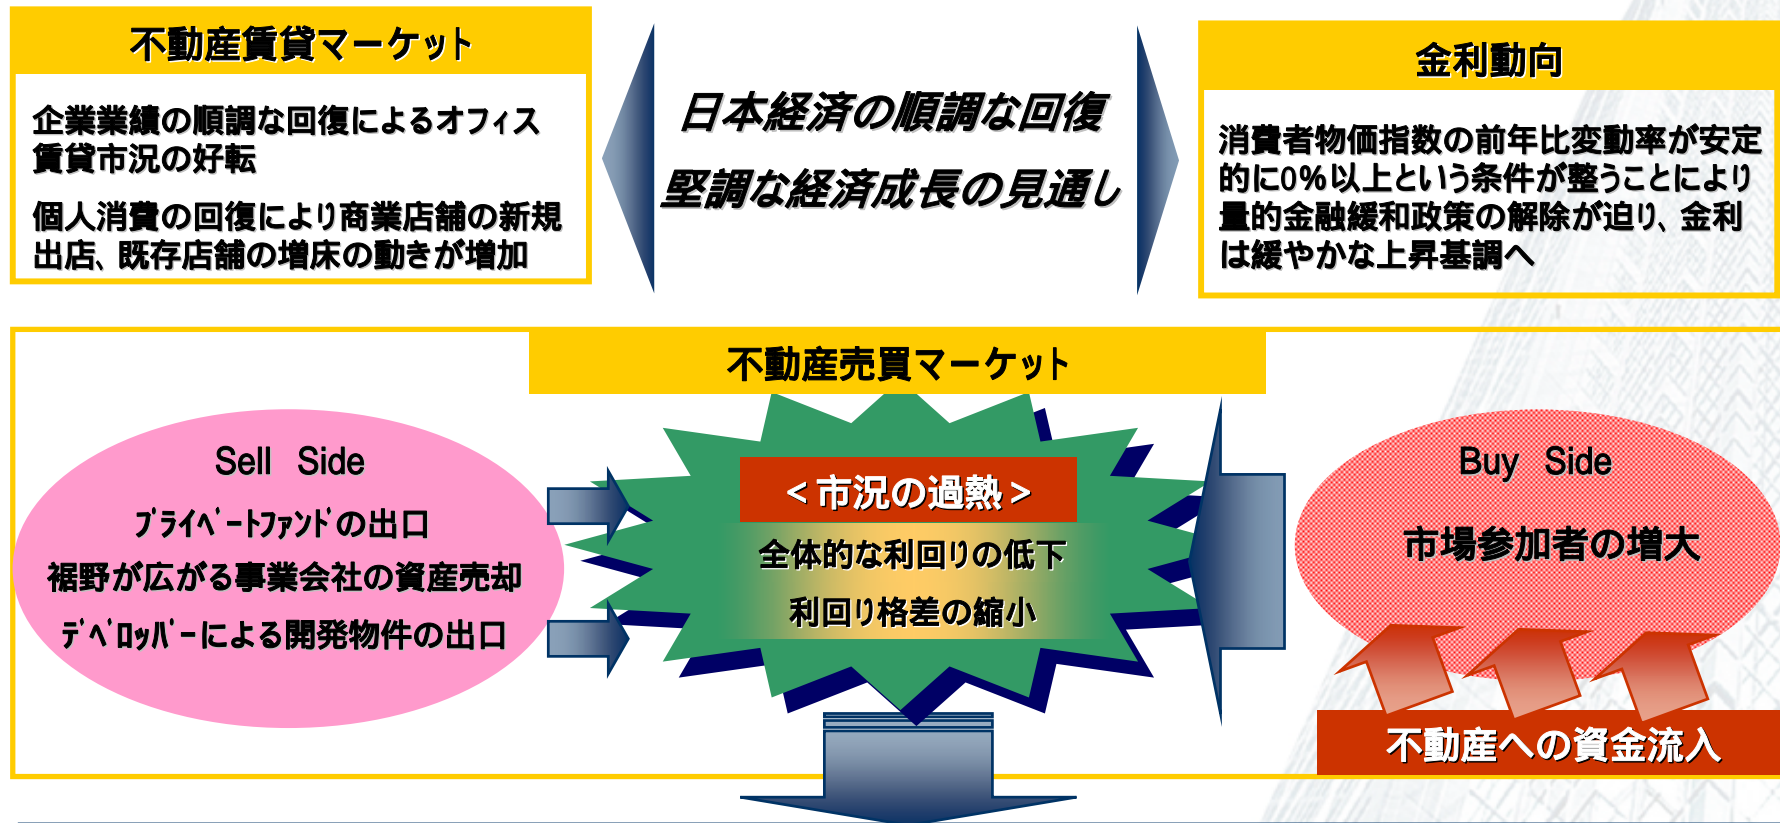 不動産賃貸マーケット
企業業績の順調な回復によるオフィス
賃貸市況の好転
個人消費の回復により商業店舗の新規
出店、既存店舗の増床の動きが増加
日本経済の順調な回復
堅調な経済成長の見通し
金利動向
消費者物価指数の前年比変動率が安定
的に0%以上という条件が整うことにより
量的金融緩和政策の解除が迫り、金利
は緩やかな上昇基調へ
不動産売買マーケット
Sell Side
ﾌﾟﾗｲﾍﾞｰﾄﾌｧﾝﾄﾞの出口
裾野が広がる事業会社の資産売却
ﾃﾞﾍﾞﾛｯﾊﾟｰによる開発物件の出口
<市況の過熱>
全体的な利回りの低下
利回り格差の縮小
Buy Side
市場参加者の増大
不動産への資金流入